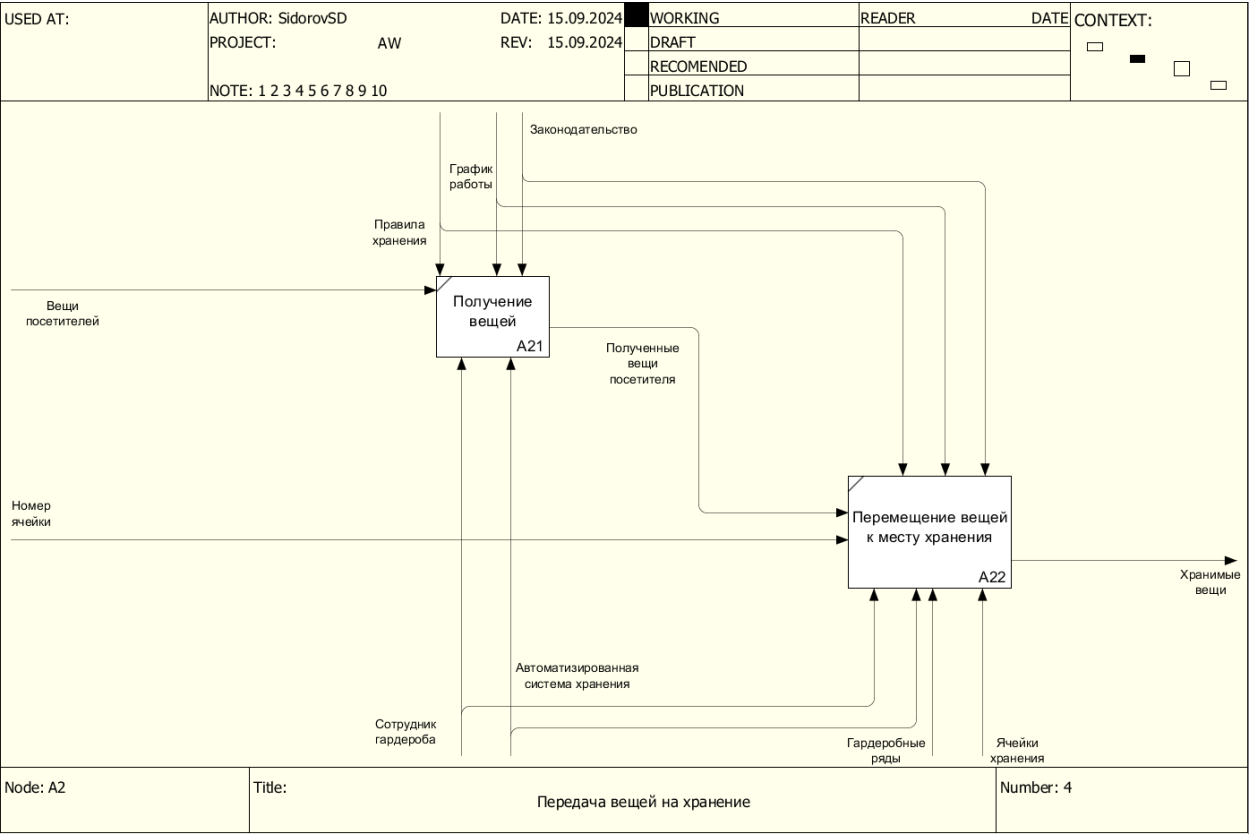 USED AT:
AUTHOR: SidorovSD
DATE: 15.09.2024
WORKING
READER
DATE
CONTEXT:
PROJECT:
AW
REV: 15.09.2024
DRAFT
RECOMENDED
NOTE: 1 2 3 4 5 6 7 8 9 10
PUBLICATION
Законодательство
График
работы
Правила
хранения
Вещи
посетителей
Получение
вещей
A21
Полученные
вещи
посетителя
Номер
ячейки
Перемещение вещей
к месту хранения
A22
Хранимые
вещи
Автоматизированная
система хранения
Сотрудник
гардероба
Гардеробные
ряды
Ячейки
хранения
Node: A2
Title:
Передача вещей на хранение
Number: 4